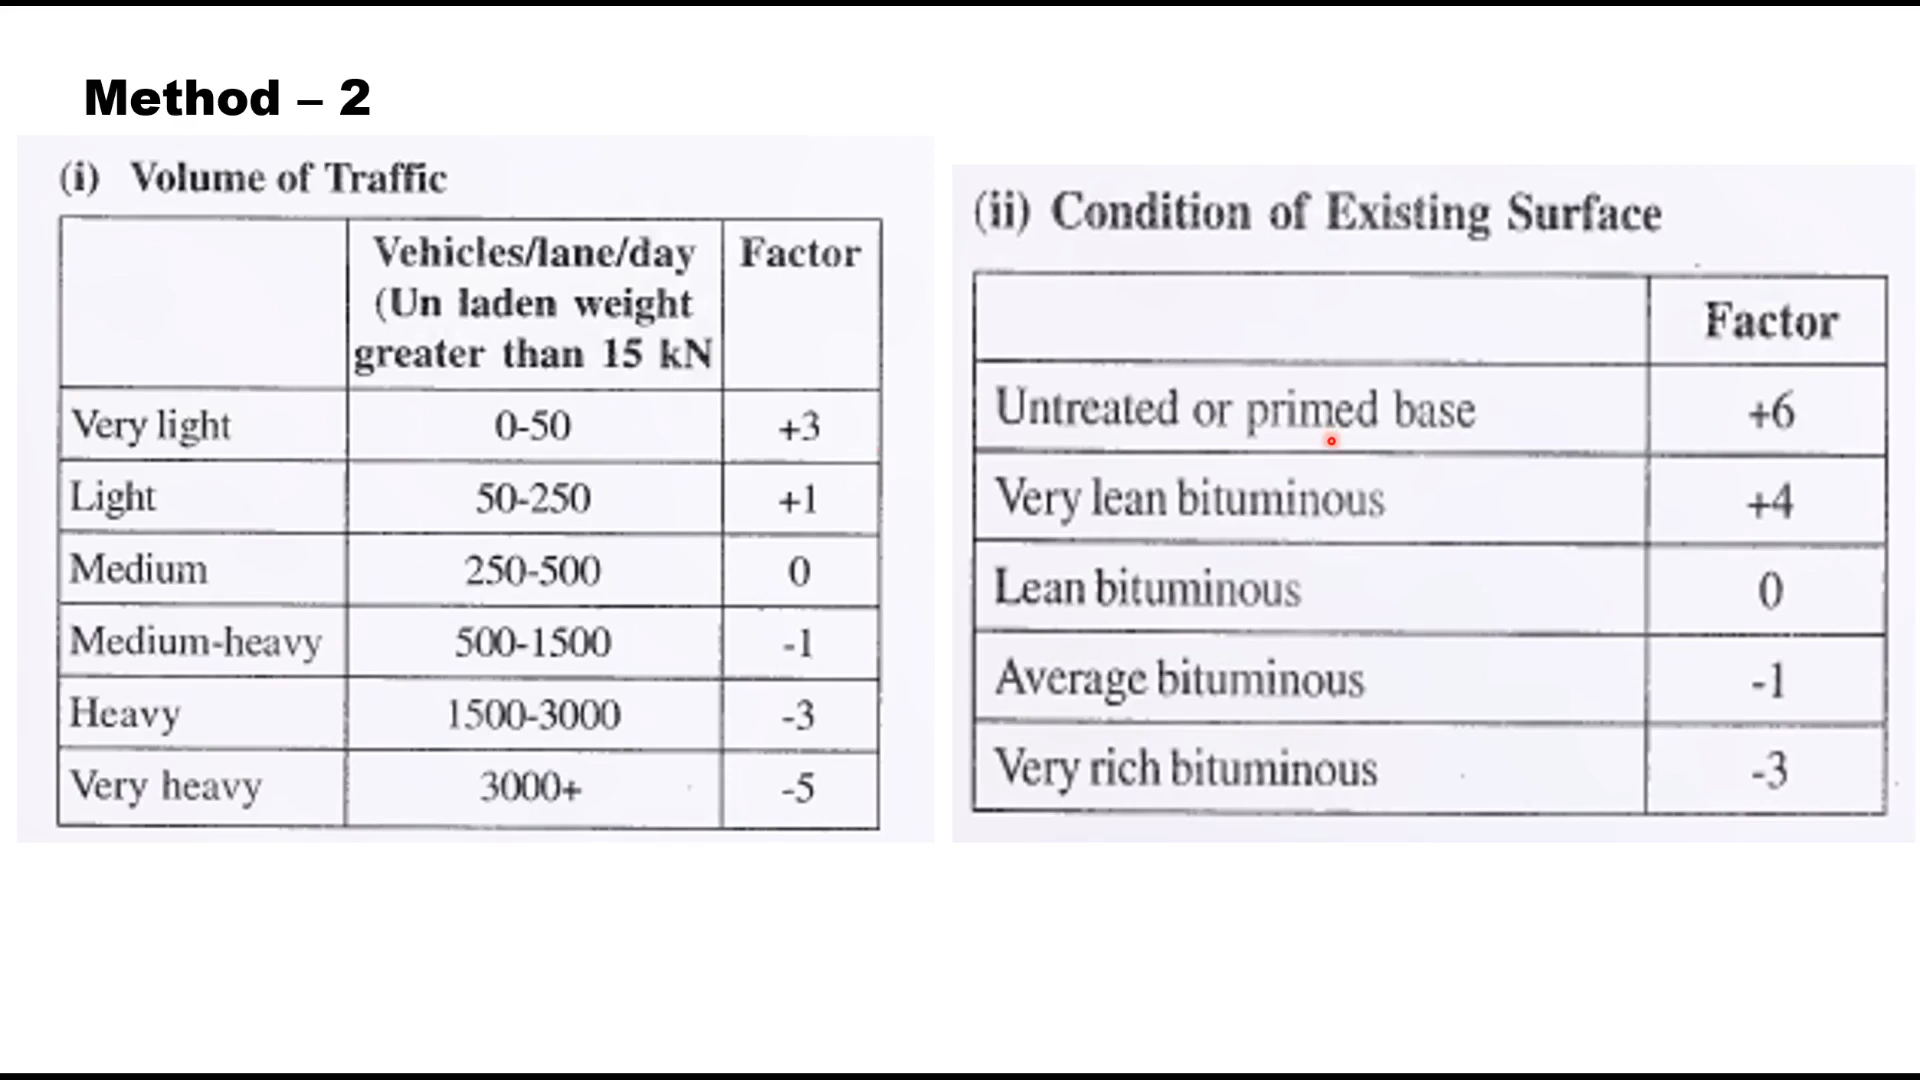 Method – 2
(i) Volume of Traffic
Vehicles/lane/day Factor
(Un laden weight
greater than 15 kN
Very light 0-50 +3
Light 50-250 +1
Medium 250-500 0
Medium-heavy 500-1500 -1
Heavy 1500-3000 -3
Very heavy 3000+ -5
(ii) Condition of Existing Surface
Factor
Untreated or primed base +6
Very lean bituminous +4
Lean bituminous 0
Average bituminous -1
Very rich bituminous -3